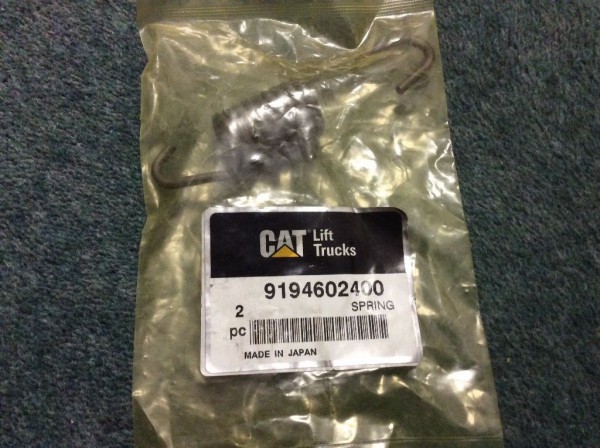 CAT Lift Trucks
9194602400
2 SPRING
pc
MADE IN JAPAN